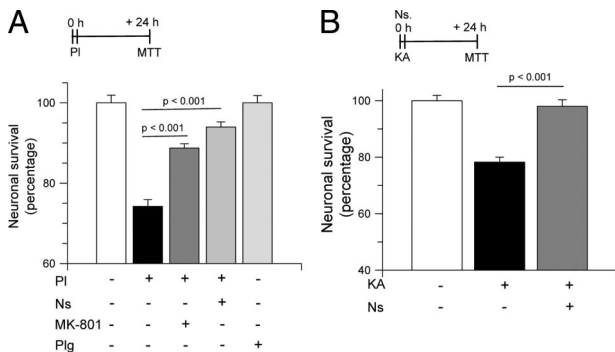 A
0 h + 24 h
Pl MTT
p < 0.001
p < 0.001
Neuronal survival
(percentage)
100
80
60
Pl - + + + -
Ns - - - + -
MK-801 - - + - -
Plg - - - - +
B
Ns.
0 h + 24 h
KA MTT
p < 0.001
Neuronal survival
(percentage)
100
80
60
40
KA - + +
Ns - - +